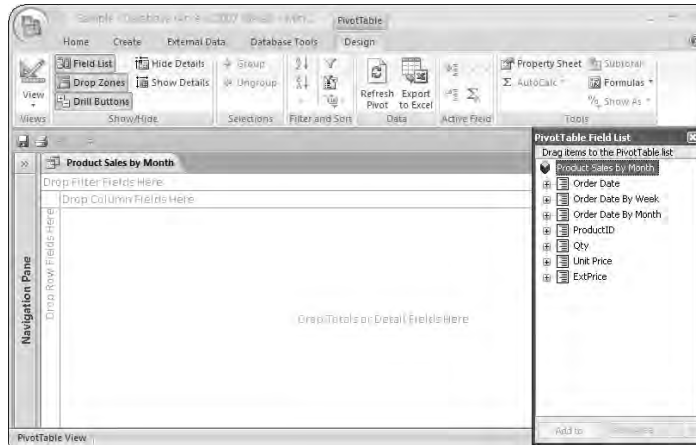 PivotTable
Home Create External Data Database Tools Design
View
Views
Field List
Drop Zones
Drill Buttons
Hide Details
Show Details
Show/Hide
Group
Ungroup
Selections
Filter and Sort
Refresh Pivot
Export to Excel
Data
Active Field
Property Sheet
Subtotal
Σ AutoCalc
Formulas
Show As
Tools
Product Sales by Month
Drop Filter Fields Here
Drop Column Fields Here
Drop Row Fields Here
Drop Totals or Detail Fields Here
Navigation Pane
PivotTable Field List
Drag items to the PivotTable list
Product Sales by Month
Order Date
Order Date By Week
Order Date By Month
ProductID
Qty
Unit Price
ExtPrice
Add to
PivotTable View